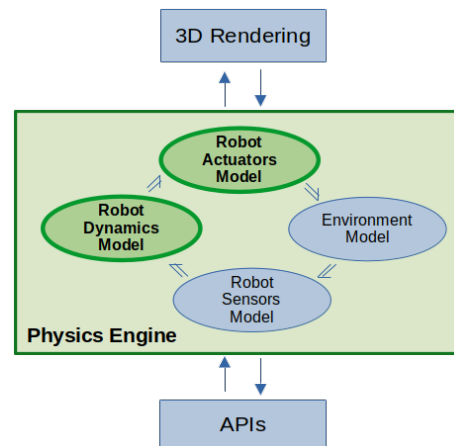 3D Rendering
Robot
Actuators
Model
Robot
Dynamics
Model
Environment
Model
Robot
Sensors
Model
Physics Engine
APIs